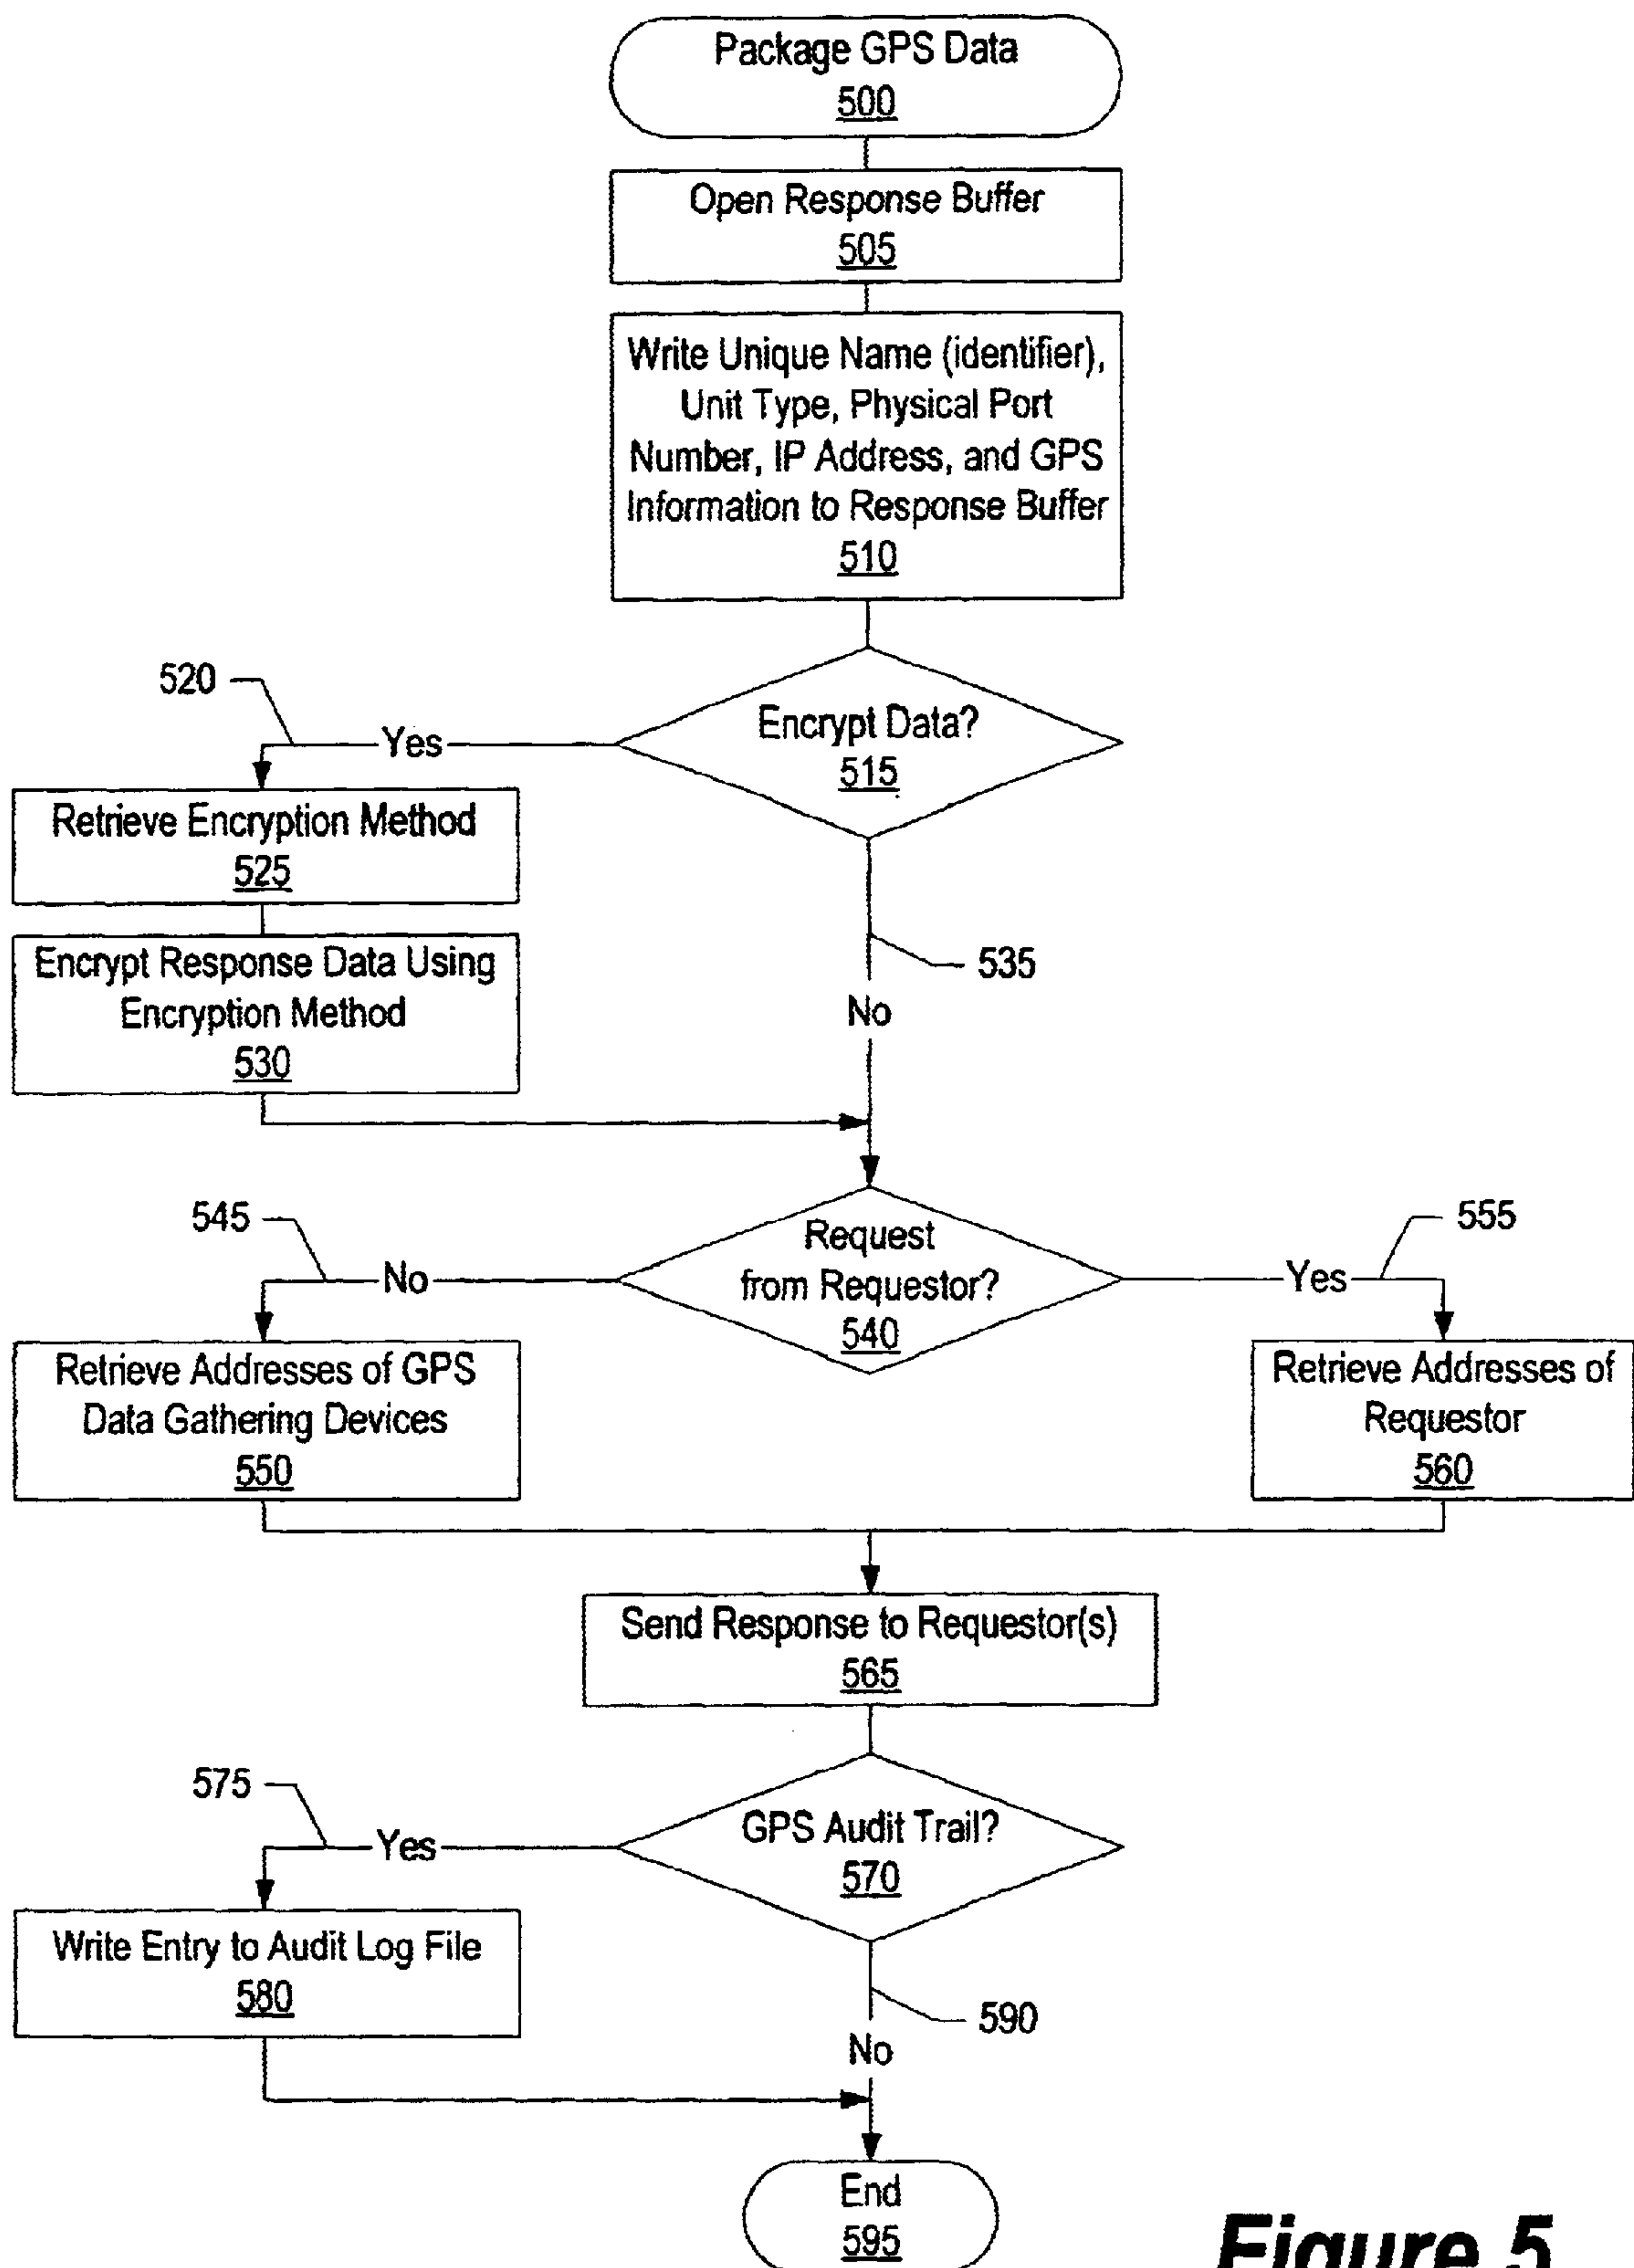 Package GPS Data
500
Open Response Buffer
505
Write Unique Name (identifier),
Unit Type, Physical Port
Number, IP Address, and GPS
Information to Response Buffer
510
520
Yes
Encrypt Data?
515
Retrieve Encryption Method
525
Encrypt Response Data Using
Encryption Method
530
535
No
545
No
Request
from Requestor?
540
Yes
555
Retrieve Addresses of GPS
Data Gathering Devices
550
Retrieve Addresses of
Requestor
560
Send Response to Requestor(s)
565
575
Yes
GPS Audit Trail?
570
Write Entry to Audit Log File
580
590
No
End
595
Figure 5